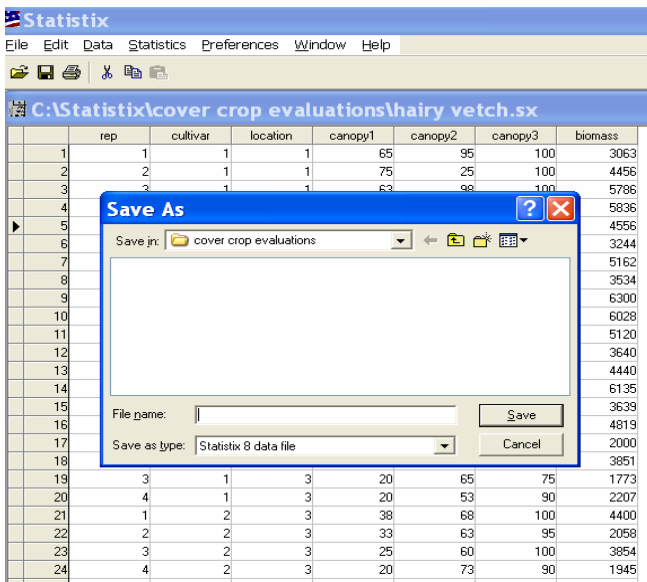 Statistix
File Edit Data Statistics Preferences Window Help
C:\Statistix\cover crop evaluations\hairy vetch.sx
rep cultivar location canopy1 canopy2 canopy3 biomass
1 1 1 1 65 95 100 3063
2 2 1 1 75 25 100 4456
3 3 1 1 63 98 100 5786
4 5836
5 4556
6 3244
7 5162
8 3534
9 6300
10 6028
11 5120
12 3640
13 4440
14 6135
15 3639
16 4819
17 2000
18 3851
19 3 1 3 20 65 75 1773
20 4 1 3 20 53 90 2207
21 1 2 3 38 68 100 4400
22 2 2 3 33 63 95 2058
23 3 2 3 25 60 100 3854
24 4 2 3 20 73 90 1945
Save As
Save in: cover crop evaluations
File name: Save
Save as type: Statistix 8 data file Cancel